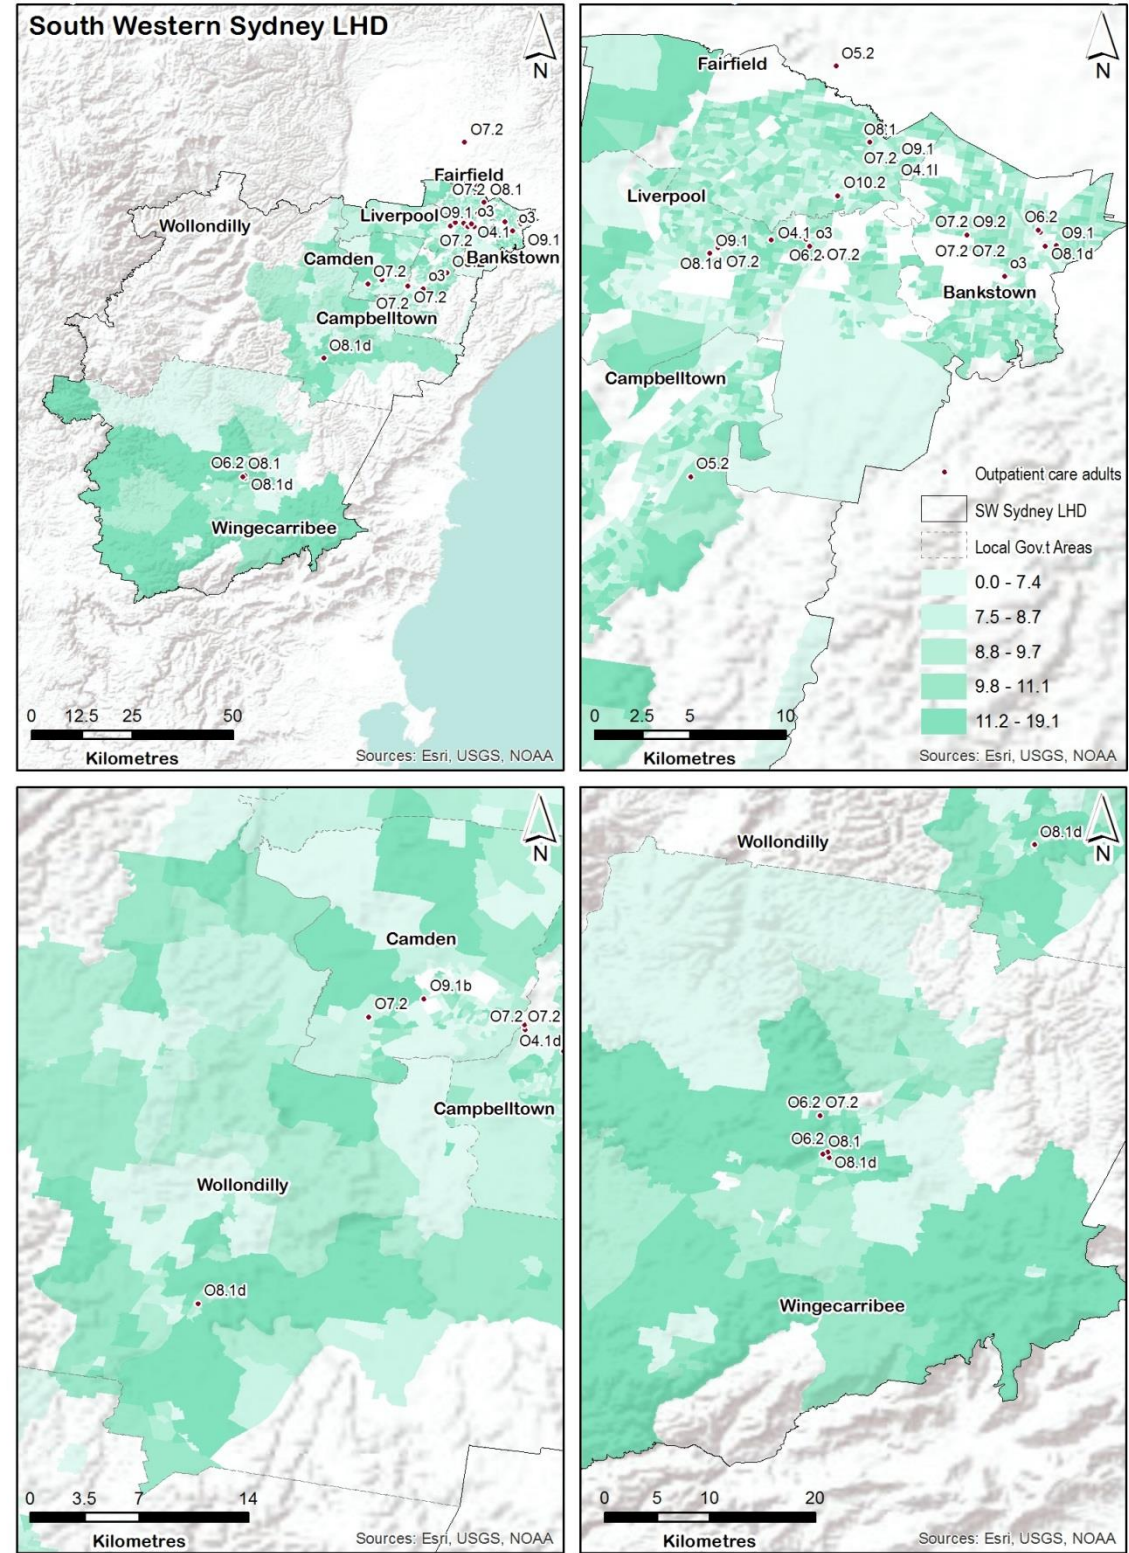 South Western Sydney LHD
N
O7.2
Fairfield
O7.2 O8.1
Wollondilly
Liverpool
O9.1 o3
o3
O4.1
O9.1
O7.2
Bankstown
Camden
O7.2
o3
O7.2 O7.2
Campbelltown
O8.1d
O6.2 O8.1
O8.1d
Wingecarribee
0 12.5 25 50
Kilometres
Sources: Esri, USGS, NOAA
N
Fairfield
O5.2
O8.1
O7.2
O9.1
O4.1l
O10.2
Liverpool
O9.1
O8.1d O7.2
O4.1 o3
O6.2 O7.2
O7.2 O9.2
O7.2 O7.2
O6.2
O9.1
O8.1d
o3
Bankstown
Campbelltown
O5.2
Outpatient care adults
SW Sydney LHD
Local Gov.t Areas
0.0 - 7.4
7.5 - 8.7
8.8 - 9.7
9.8 - 11.1
11.2 - 19.1
0 2.5 5 10
Kilometres
Sources: Esri, USGS, NOAA
N
Camden
O9.1b
O7.2
O7.2 O7.2
O4.1d
Campbelltown
Wollondilly
O8.1d
0 3.5 7 14
Kilometres
Sources: Esri, USGS, NOAA
N
Wollondilly
O8.1d
O6.2 O7.2
O6.2 O8.1
O8.1d
Wingecarribee
0 5 10 20
Kilometres
Sources: Esri, USGS, NOAA